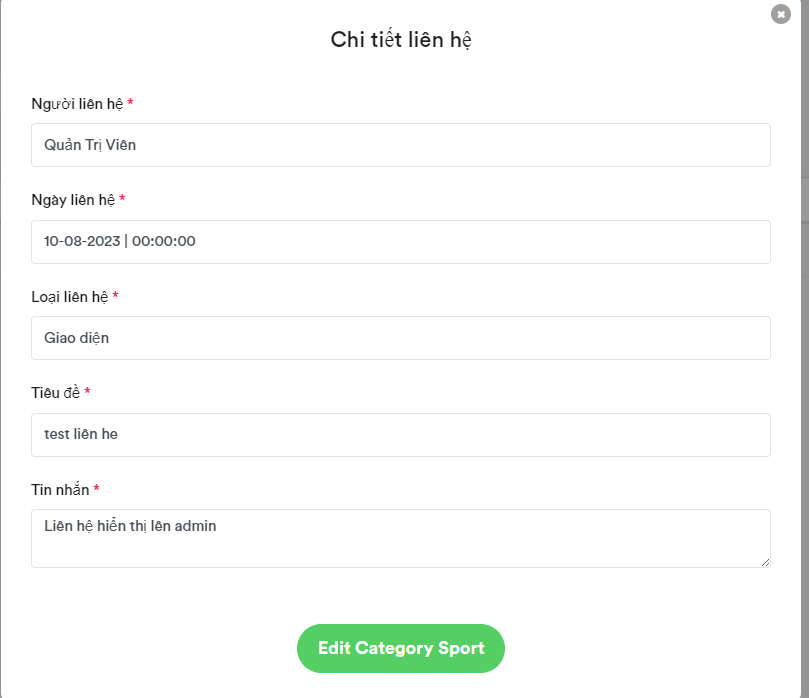 Chi tiết liên hệ
Người liên hệ *
Quản Trị Viên
Ngày liên hệ *
10-08-2023 | 00:00:00
Loại liên hệ *
Giao diện
Tiêu đề *
test liên he
Tin nhắn *
Liên hệ hiển thị lên admin
Edit Category Sport